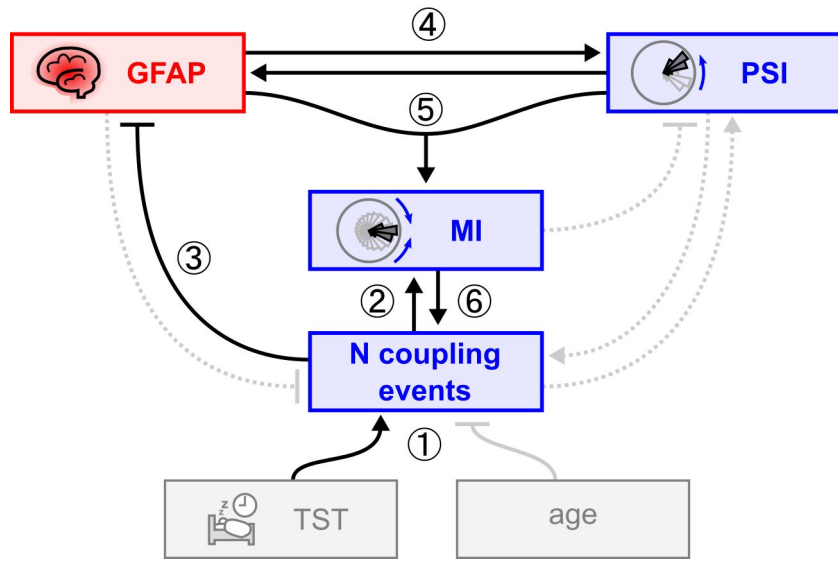 ④
GFAP
PSI
⑤
MI
③
②
⑥
N coupling
events
①
z z z
TST
age